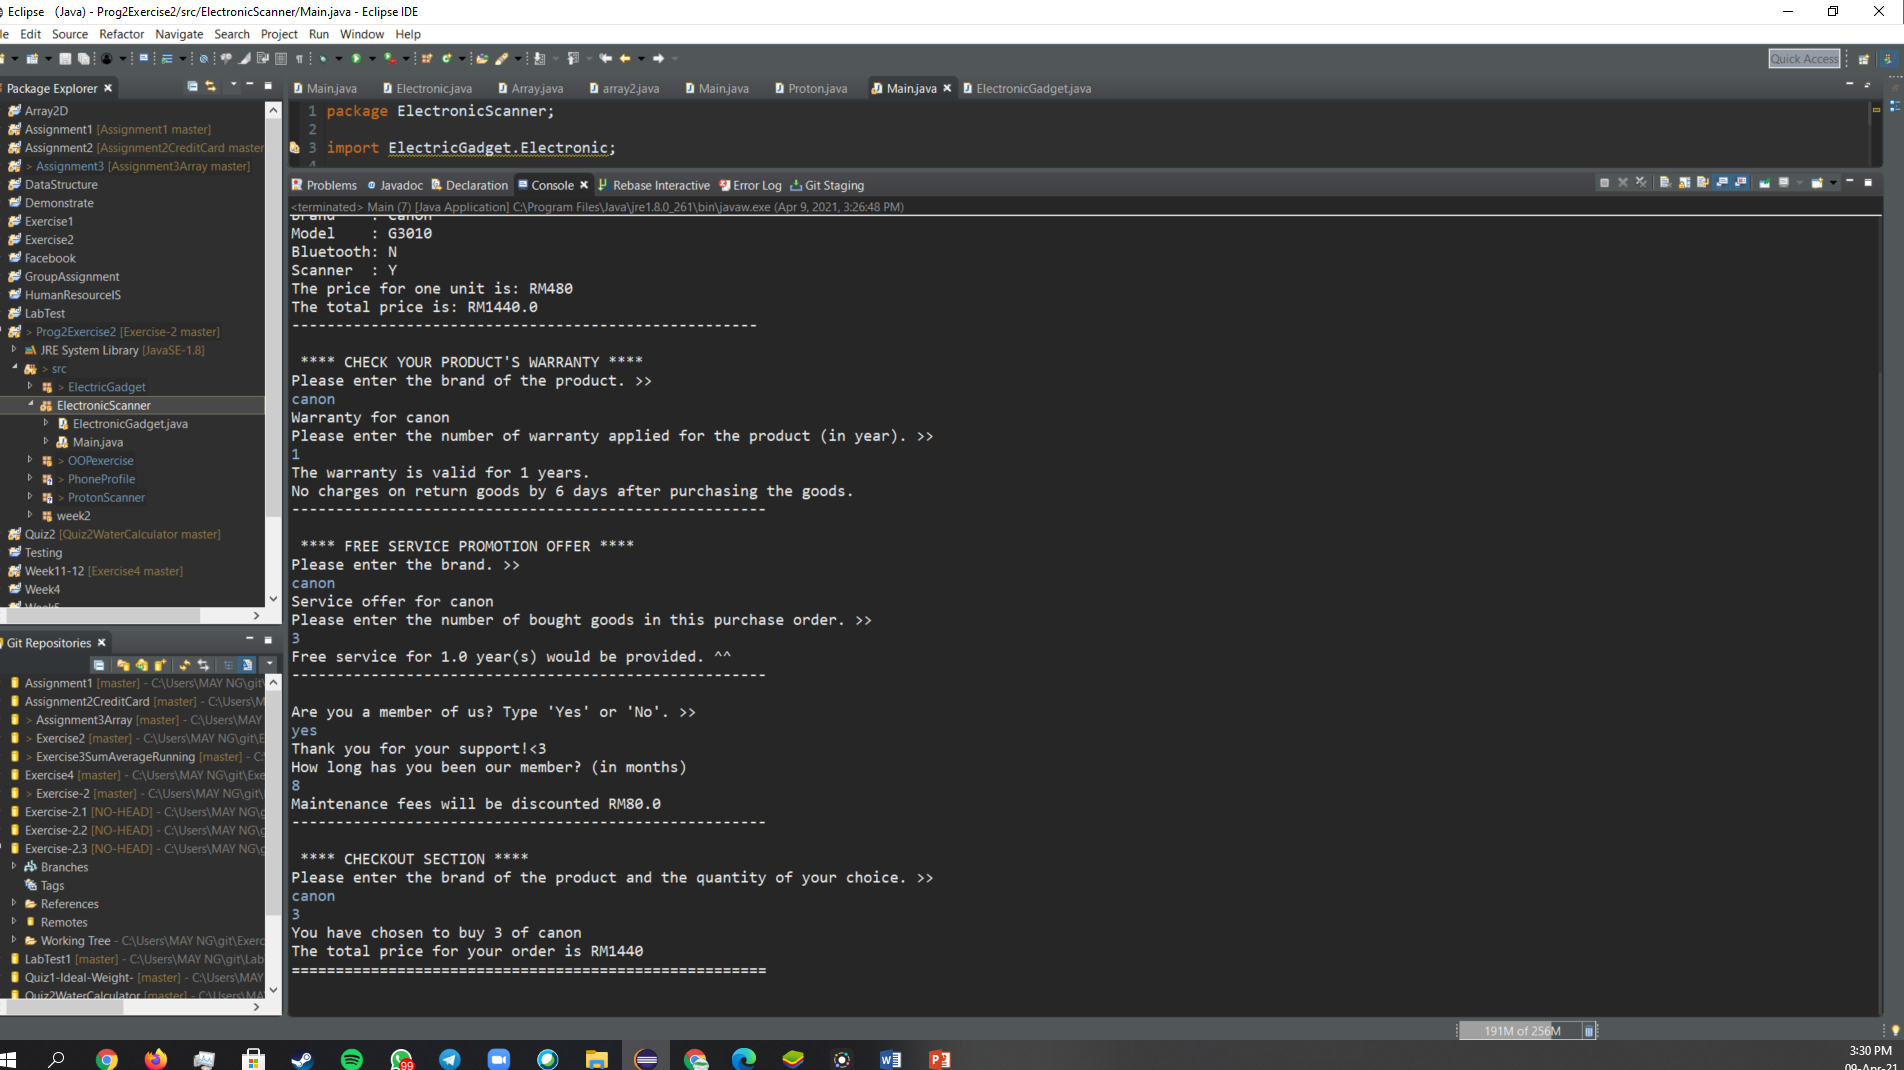 Eclipse (Java) - Prog2Exercise2/src/ElectronicScanner/Main.java - Eclipse IDE
le Edit Source Refactor Navigate Search Project Run Window Help
Quick Access
Package Explorer
Array2D
Assignment1 [Assignment1 master]
Assignment2 [Assignment2CreditCard master
> Assignment3 [Assignment3Array master]
DataStructure
Demonstrate
Exercise1
Exercise2
Facebook
GroupAssignment
HumanResourceIS
LabTest
> Prog2Exercise2 [Exercise-2 master]
JRE System Library [JavaSE-1.8]
> src
> ElectricGadget
ElectronicScanner
ElectronicGadget.java
Main.java
> OOPexercise
> PhoneProfile
> ProtonScanner
week2
Quiz2 [Quiz2WaterCalculator master]
Testing
Week11-12 [Exercise4 master]
Week4
Week5
Git Repositories
Assignment1 [master] - C:\Users\MAY NG\git\
Assignment2CreditCard [master] - C:\Users\M
> Assignment3Array [master] - C:\Users\MAY
> Exercise2 [master] - C:\Users\MAY NG\git\E
> Exercise3SumAverageRunning [master] - C:
Exercise4 [master] - C:\Users\MAY NG\git\Exe
> Exercise-2 [master] - C:\Users\MAY NG\git\
Exercise-2.1 [NO-HEAD] - C:\Users\MAY NG\g
Exercise-2.2 [NO-HEAD] - C:\Users\MAY NG\g
Exercise-2.3 [NO-HEAD] - C:\Users\MAY NG\g
Branches
Tags
References
Remotes
Working Tree - C:\Users\MAY NG\git\Exerc
LabTest1 [master] - C:\Users\MAY NG\git\Lab
Quiz1-Ideal-Weight- [master] - C:\Users\MAY
Quiz2WaterCalculator [master] - C:\Users\MA
Main.java Electronic.java Array.java array2.java Main.java Proton.java Main.java ElectronicGadget.java
1 package ElectronicScanner;
2
3 import ElectricGadget.Electronic;
4
Problems Javadoc Declaration Console Rebase Interactive Error Log Git Staging
<terminated> Main (7) [Java Application] C:\Program Files\Java\jre1.8.0_261\bin\javaw.exe (Apr 9, 2021, 3:26:48 PM)
Brand : Canon
Model : G3010
Bluetooth: N
Scanner : Y
The price for one unit is: RM480
The total price is: RM1440.0
-----------------------------------------------------
**** CHECK YOUR PRODUCT'S WARRANTY ****
Please enter the brand of the product. >>
canon
Warranty for canon
Please enter the number of warranty applied for the product (in year). >>
1
The warranty is valid for 1 years.
No charges on return goods by 6 days after purchasing the goods.
------------------------------------------------------
**** FREE SERVICE PROMOTION OFFER ****
Please enter the brand. >>
canon
Service offer for canon
Please enter the number of bought goods in this purchase order. >>
3
Free service for 1.0 year(s) would be provided. ^^
------------------------------------------------------
Are you a member of us? Type 'Yes' or 'No'. >>
yes
Thank you for your support!<3
How long has you been our member? (in months)
8
Maintenance fees will be discounted RM80.0
------------------------------------------------------
**** CHECKOUT SECTION ****
Please enter the brand of the product and the quantity of your choice. >>
canon
3
You have chosen to buy 3 of canon
The total price for your order is RM1440
======================================================
191M of 256M
99
3:30 PM
09-Apr-21